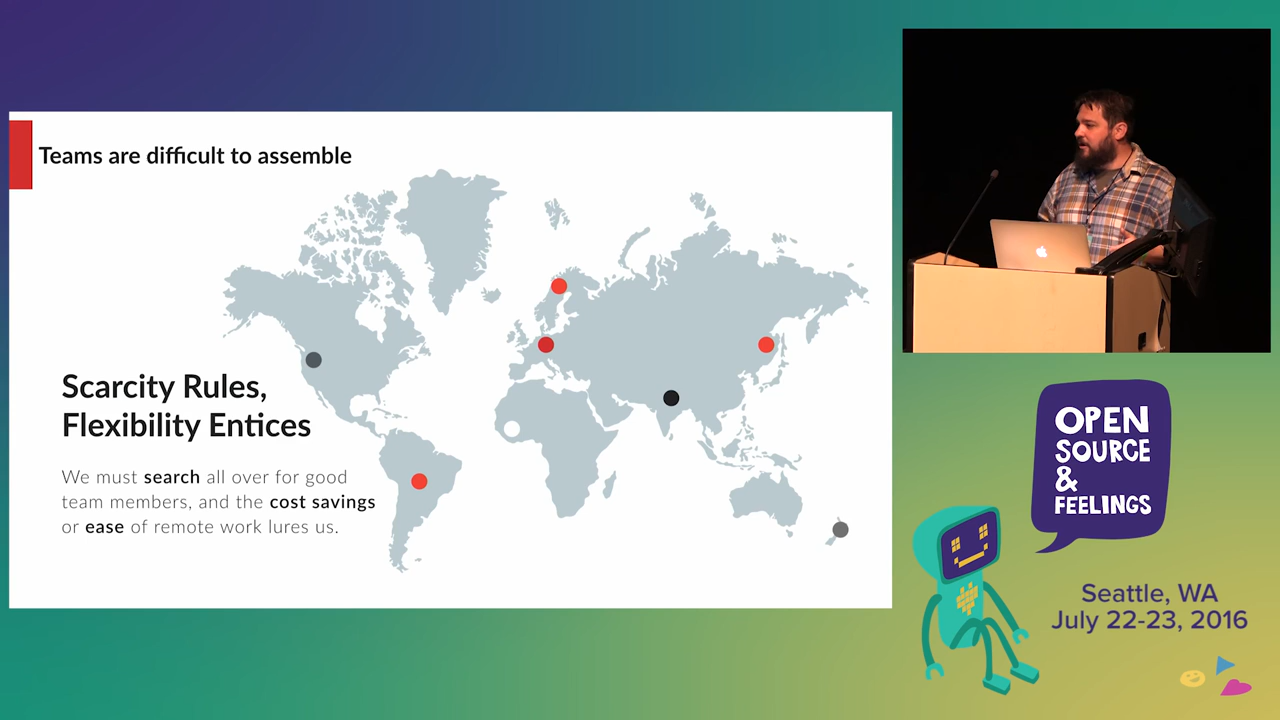 Teams are difficult to assemble
Scarcity Rules,
Flexibility Entices
We must search all over for good
team members, and the cost savings
or ease of remote work lures us.
OPEN
SOURCE
&
FEELINGS
Seattle, WA
July 22-23, 2016